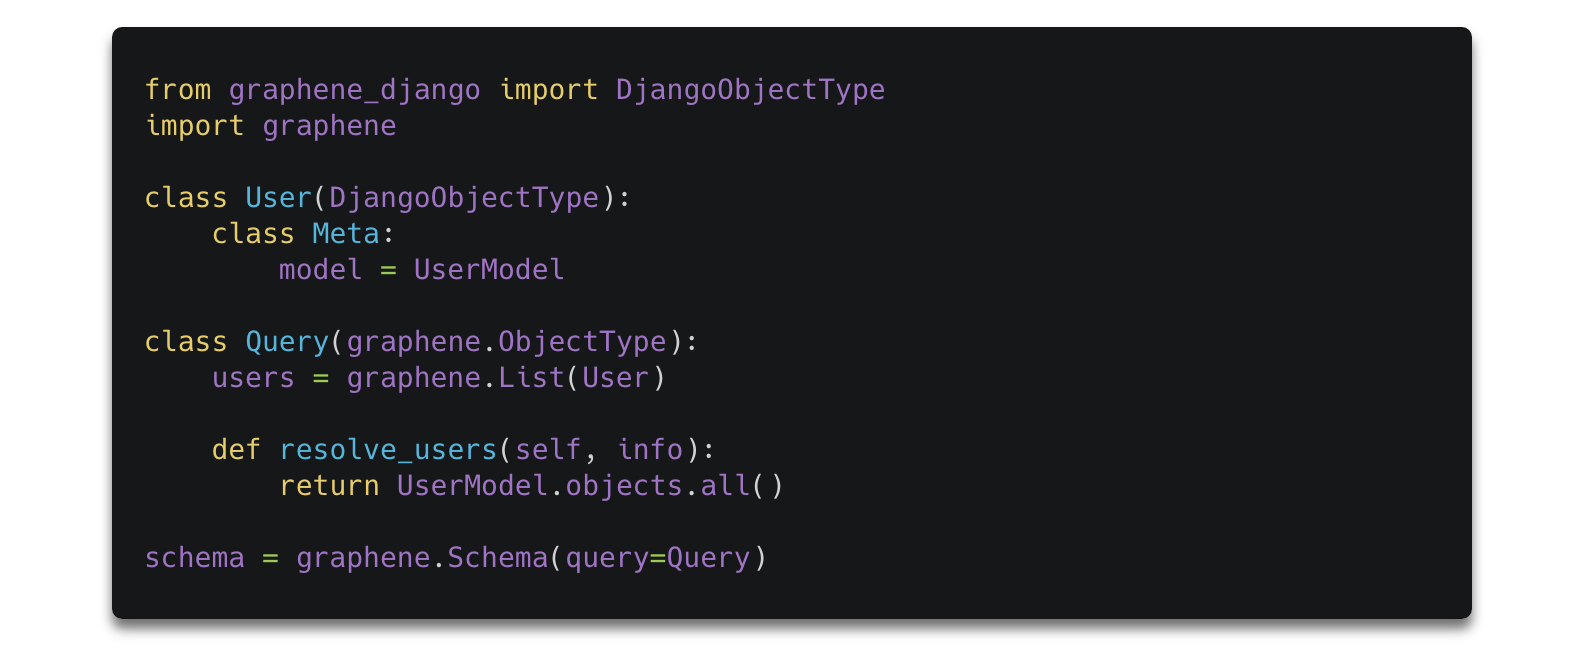 from graphene_django import DjangoObjectType
import graphene

class User(DjangoObjectType):
    class Meta:
        model = UserModel

class Query(graphene.ObjectType):
    users = graphene.List(User)

    def resolve_users(self, info):
        return UserModel.objects.all()

schema = graphene.Schema(query=Query)